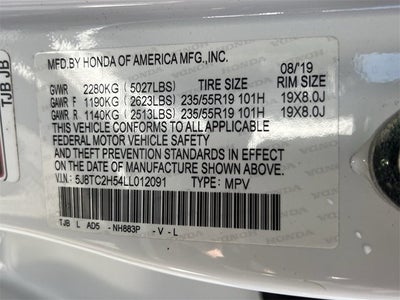 MFD.BY HONDA OF AMERICA MFG.,INC. 08/'19
GVWR 2280KG (5027LBS) TIRE SIZE RIM SIZE
GAWR F 1190KG (2623LBS) 235/55R19 101H 19X8.0J
GAWR R 1140KG (2513LBS) 235/55R19 101H 19X8.0J
THIS VEHICLE CONFORMS TO ALL APPLICABLE
FEDERAL MOTOR VEHICLE SAFETY
AND THEFT PREVENTION STANDARDS IN EFFECT ON THE
DATE OF MANUFACTURE SHOWN ABOVE.
V.I.N.: 5J8TC2H54LL012091 TYPE: MPV
TJB L AD5 -NH883P -V-L
TJB JB